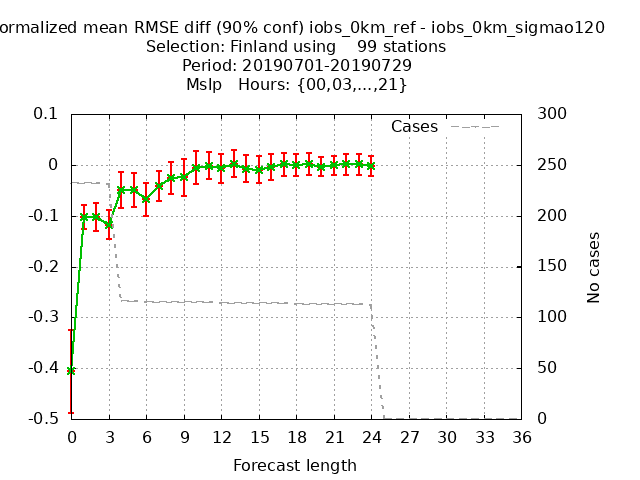 ormalized mean RMSE diff (90% conf) iobs_0km_ref - iobs_0km_sigmao120
Selection: Finland using 99 stations
Period: 20190701-20190729
Mslp Hours: {00,03,...,21}
0.1
0
-0.1
-0.2
-0.3
-0.4
-0.5
Cases
300
250
200
150
100
50
0
No cases
0 3 6 9 12 15 18 21 24 27 30 33 36
Forecast length